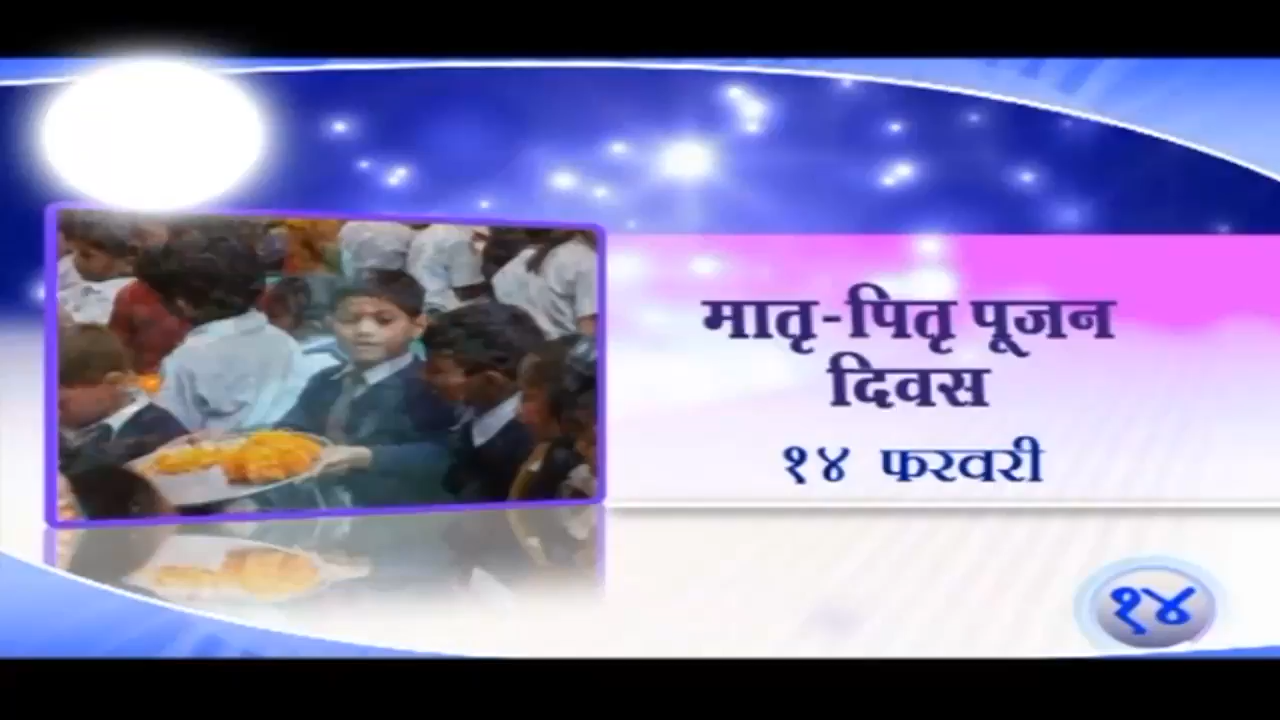 मातृ-पितृ पूजन
दिवस
१४ फरवरी
१४